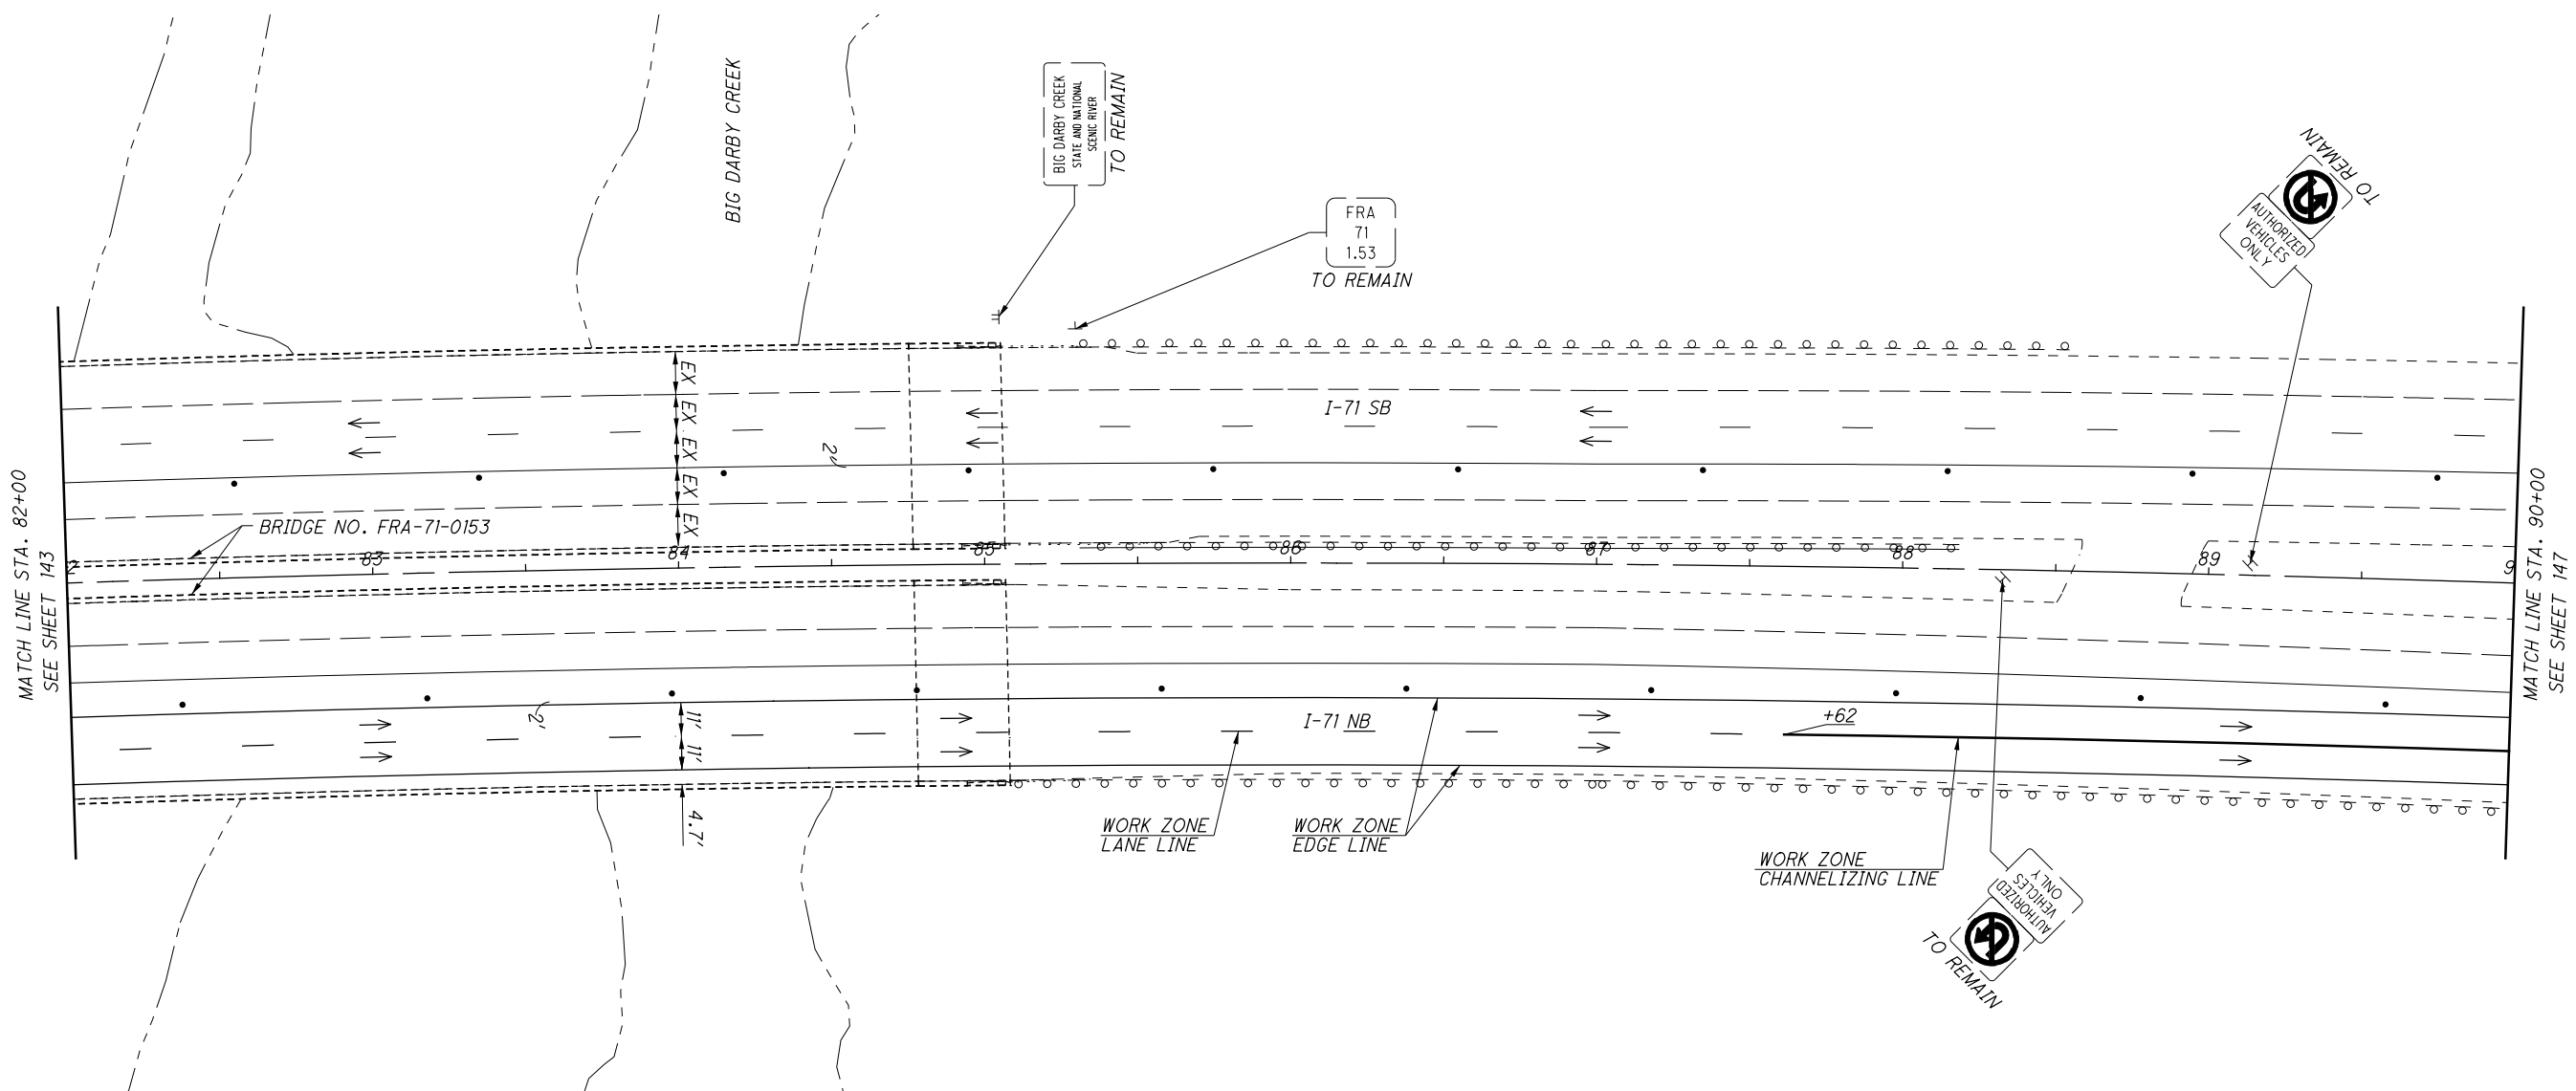 BIG DARBY CREEK
BIG DARBY CREEK
STATE AND NATIONAL
SCENIC RIVER
TO REMAIN
FRA
71
1.53
TO REMAIN
TO REMAIN
AUTHORIZED
VEHICLES
ONLY
MATCH LINE STA. 82+00
SEE SHEET 143
EX
EX
EX
EX
EX
2'
I-71 SB
BRIDGE NO. FRA-71-0153
2
83
84
85
86
87
88
89
9
MATCH LINE STA. 90+00
SEE SHEET 147
2'
11'
11'
4.7'
I-71 NB
+62
WORK ZONE
LANE LINE
WORK ZONE
EDGE LINE
WORK ZONE
CHANNELIZING LINE
AUTHORIZED
VEHICLES
ONLY
TO REMAIN